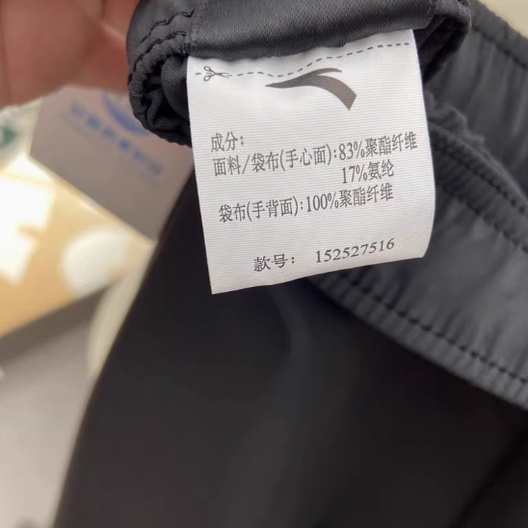 成分:
面料/袋布(手心面):83%聚酯纤维
17%氨纶
袋布(手背面):100%聚酯纤维
款号: 152527516